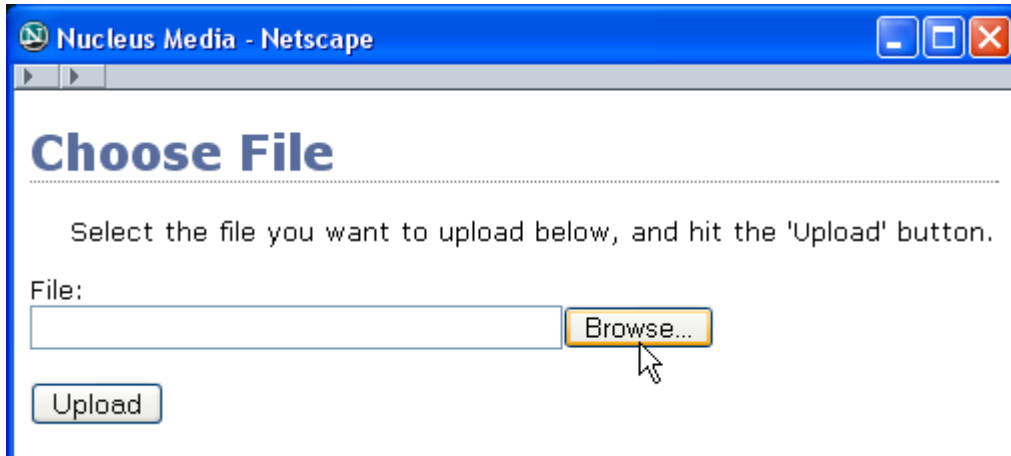 Nucleus Media - Netscape
Choose File
Select the file you want to upload below, and hit the 'Upload' button.
File:
Browse...
Upload